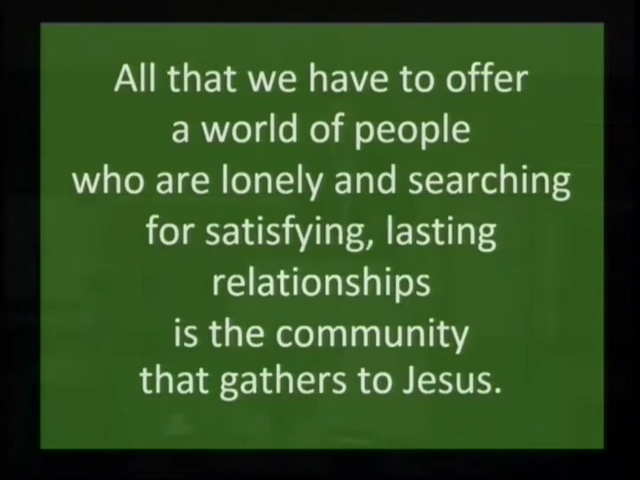 All that we have to offer
a world of people
who are lonely and searching
for satisfying, lasting
relationships
is the community
that gathers to Jesus.